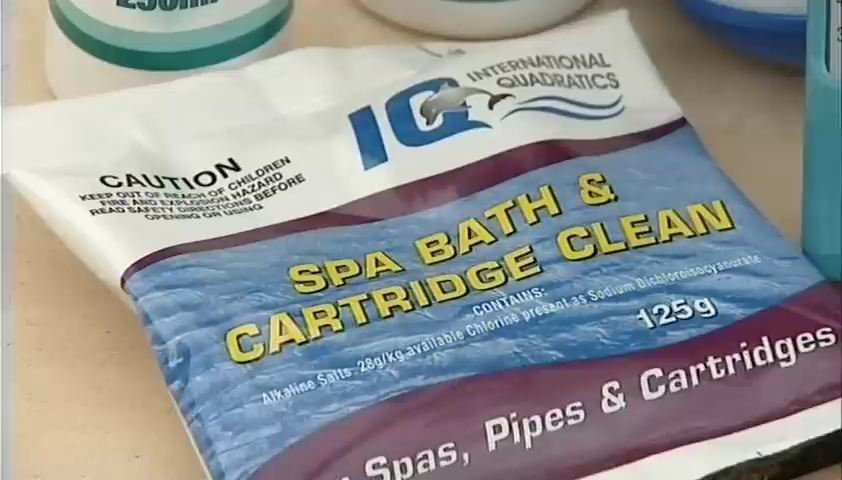 250ml
IQ INTERNATIONAL
QUADRATICS
CAUTION
KEEP OUT OF REACH OF CHILDREN
FIRE AND EXPLOSION HAZARD
READ SAFETY DIRECTIONS BEFORE
OPENING OR USING
SPA BATH &
CARTRIDGE CLEAN
CONTAINS:
Alkaline Salts 28g/kg available Chlorine present as Sodium Dichloroisocyanurate
125g
Spas, Pipes & Cartridges